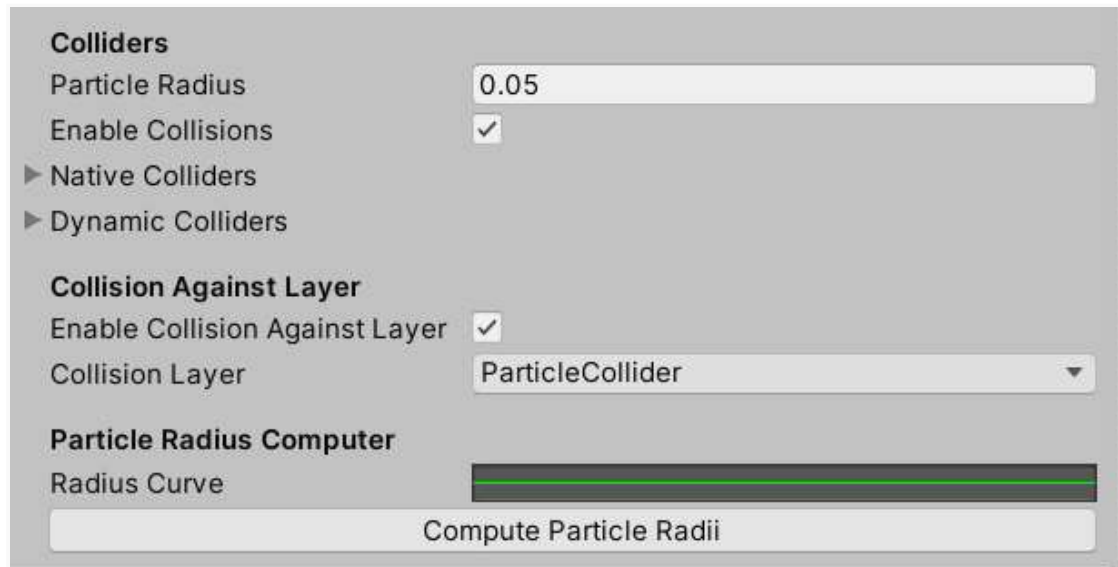 Colliders
Particle Radius 0.05
Enable Collisions
Native Colliders
Dynamic Colliders
Collision Against Layer
Enable Collision Against Layer
Collision Layer ParticleCollider
Particle Radius Computer
Radius Curve
Compute Particle Radii